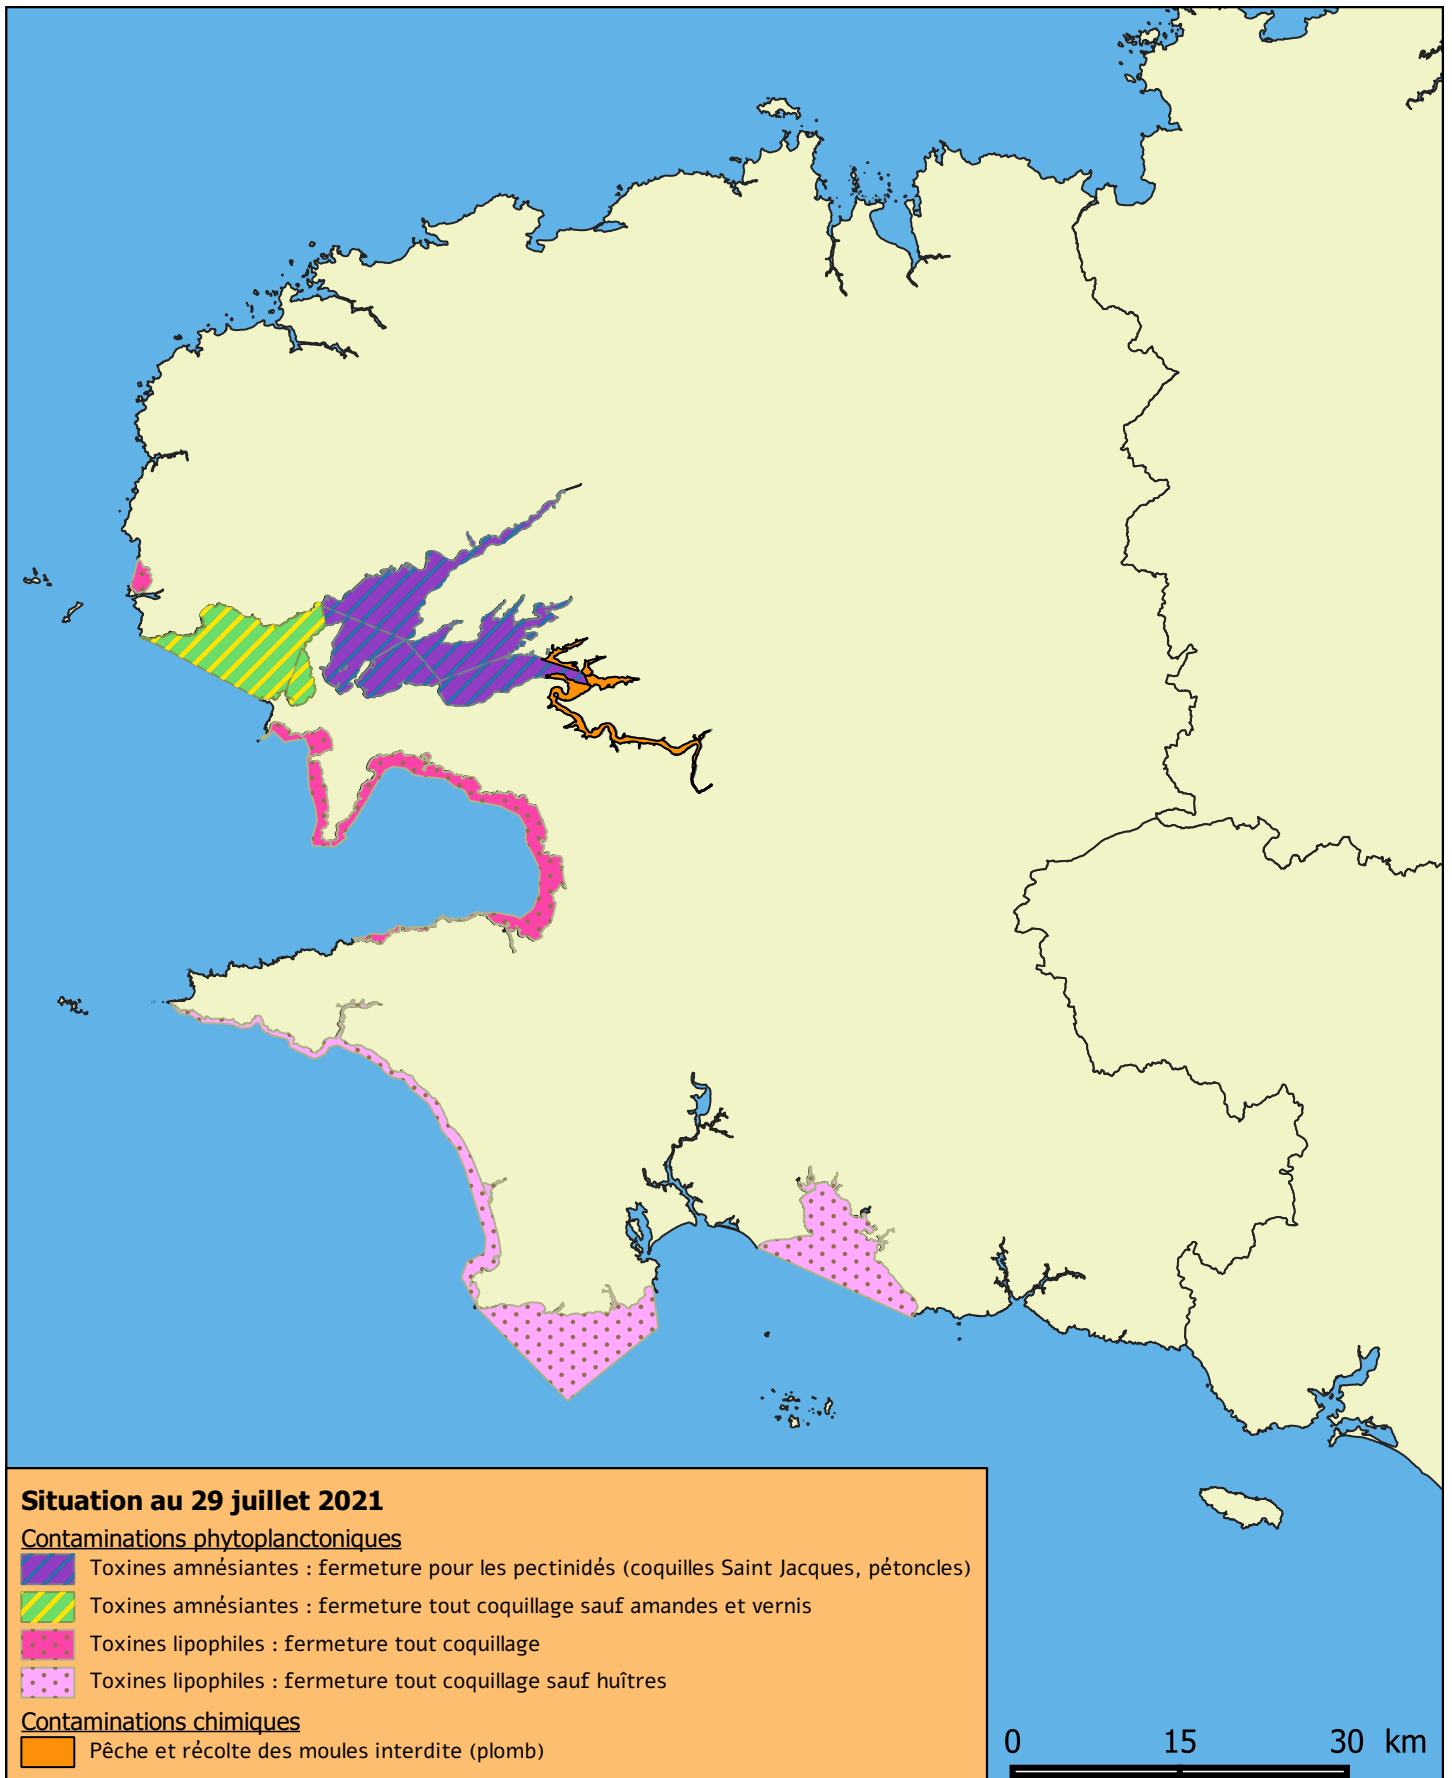 Situation au 29 juillet 2021
Contaminations phytoplanctoniques
Toxines amnésiantes : fermeture pour les pectinidés (coquilles Saint Jacques, pétoncles)
Toxines amnésiantes : fermeture tout coquillage sauf amandes et vernis
Toxines lipophiles : fermeture tout coquillage
Toxines lipophiles : fermeture tout coquillage sauf huîtres
Contaminations chimiques
Pêche et récolte des moules interdite (plomb)
0 15 30 km